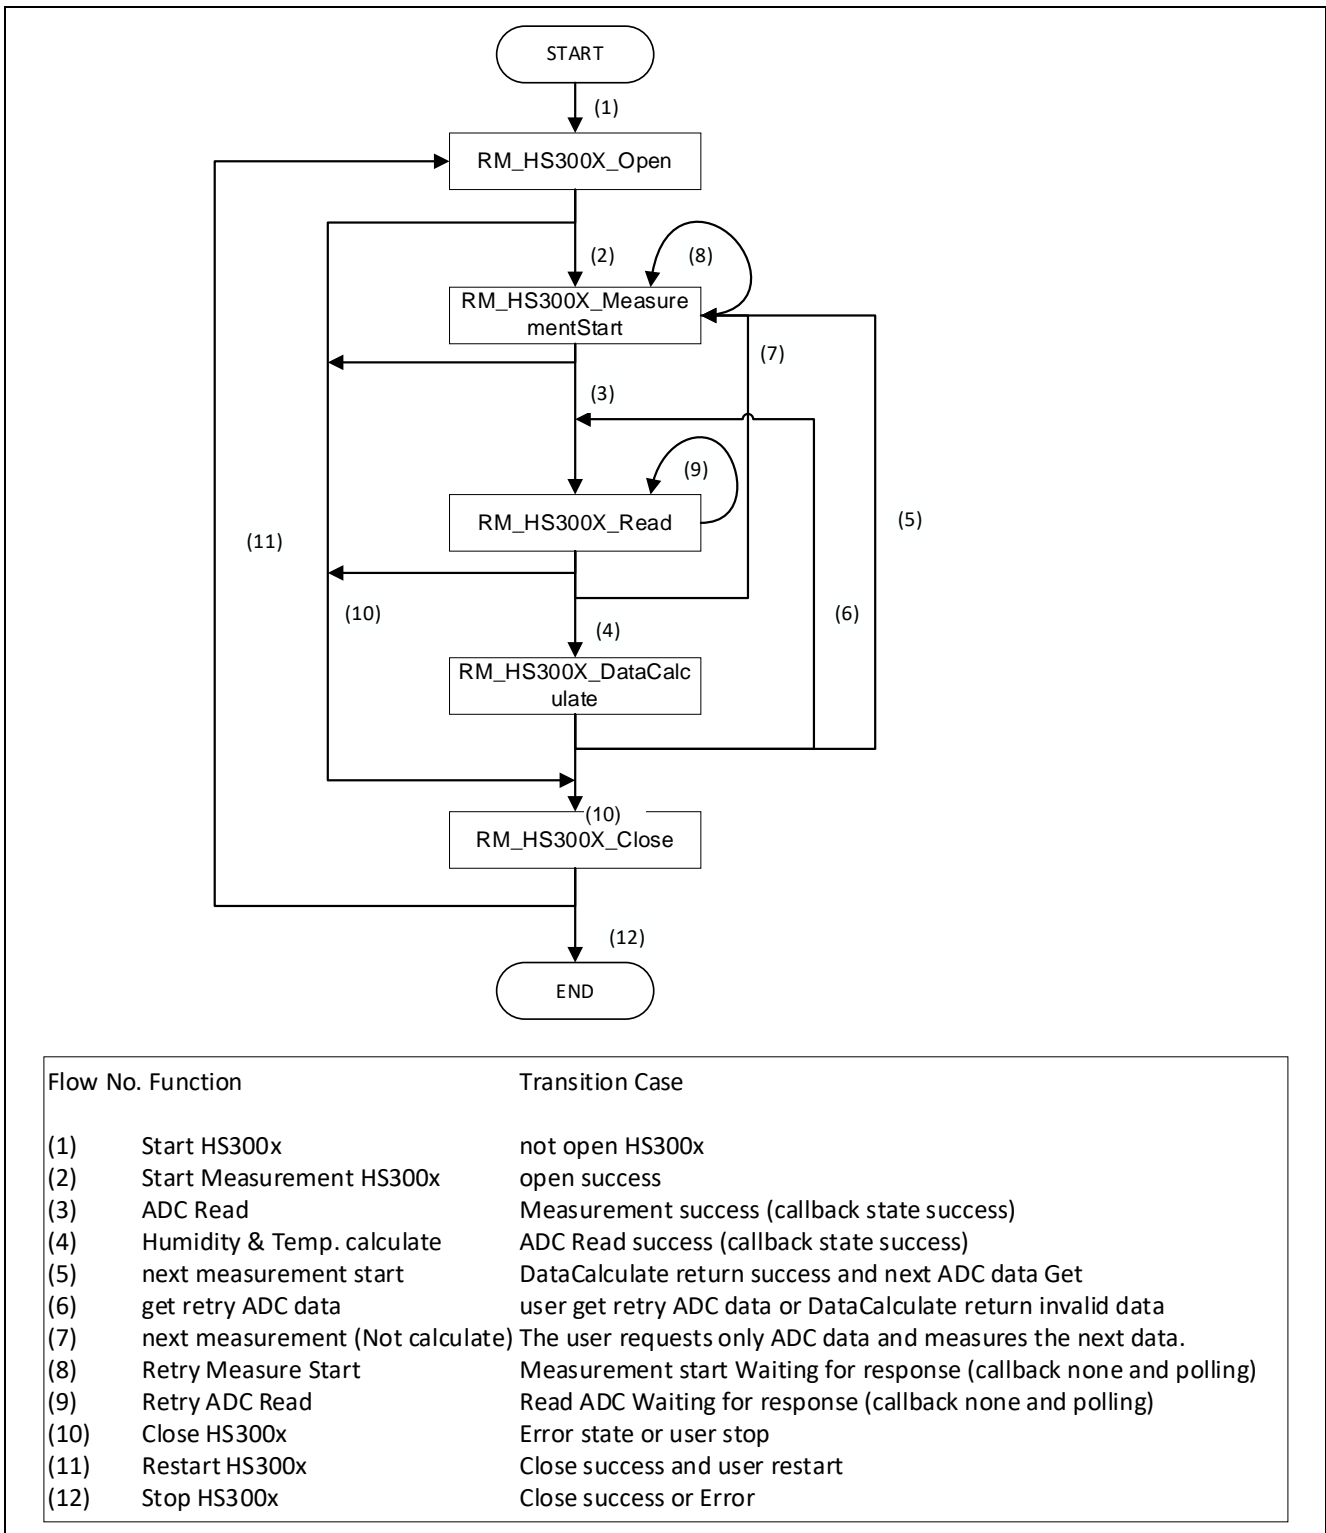 START
(1)
RM_HS300X_Open
(2)
(8)
RM_HS300X_Measure
mentStart
(7)
(3)
(9)
RM_HS300X_Read
(5)
(11)
(10)
(6)
(4)
RM_HS300X_DataCalc
ulate
(10)
RM_HS300X_Close
(12)
END
Flow No. Function Transition Case
(1) Start HS300x not open HS300x
(2) Start Measurement HS300x open success
(3) ADC Read Measurement success (callback state success)
(4) Humidity & Temp. calculate ADC Read success (callback state success)
(5) next measurement start DataCalculate return success and next ADC data Get
(6) get retry ADC data user get retry ADC data or DataCalculate return invalid data
(7) next measurement (Not calculate) The user requests only ADC data and measures the next data.
(8) Retry Measure Start Measurement start Waiting for response (callback none and polling)
(9) Retry ADC Read Read ADC Waiting for response (callback none and polling)
(10) Close HS300x Error state or user stop
(11) Restart HS300x Close success and user restart
(12) Stop HS300x Close success or Error